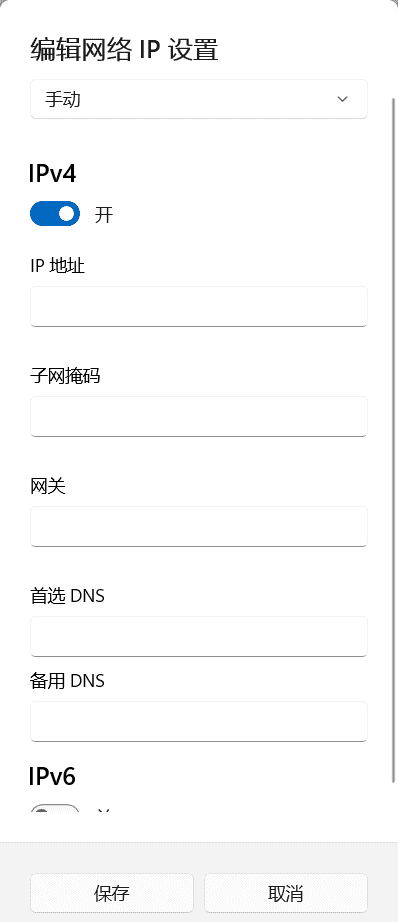 编辑网络 IP 设置
手动
IPv4
开
IP 地址
子网掩码
网关
首选 DNS
备用 DNS
IPv6
保存
取消